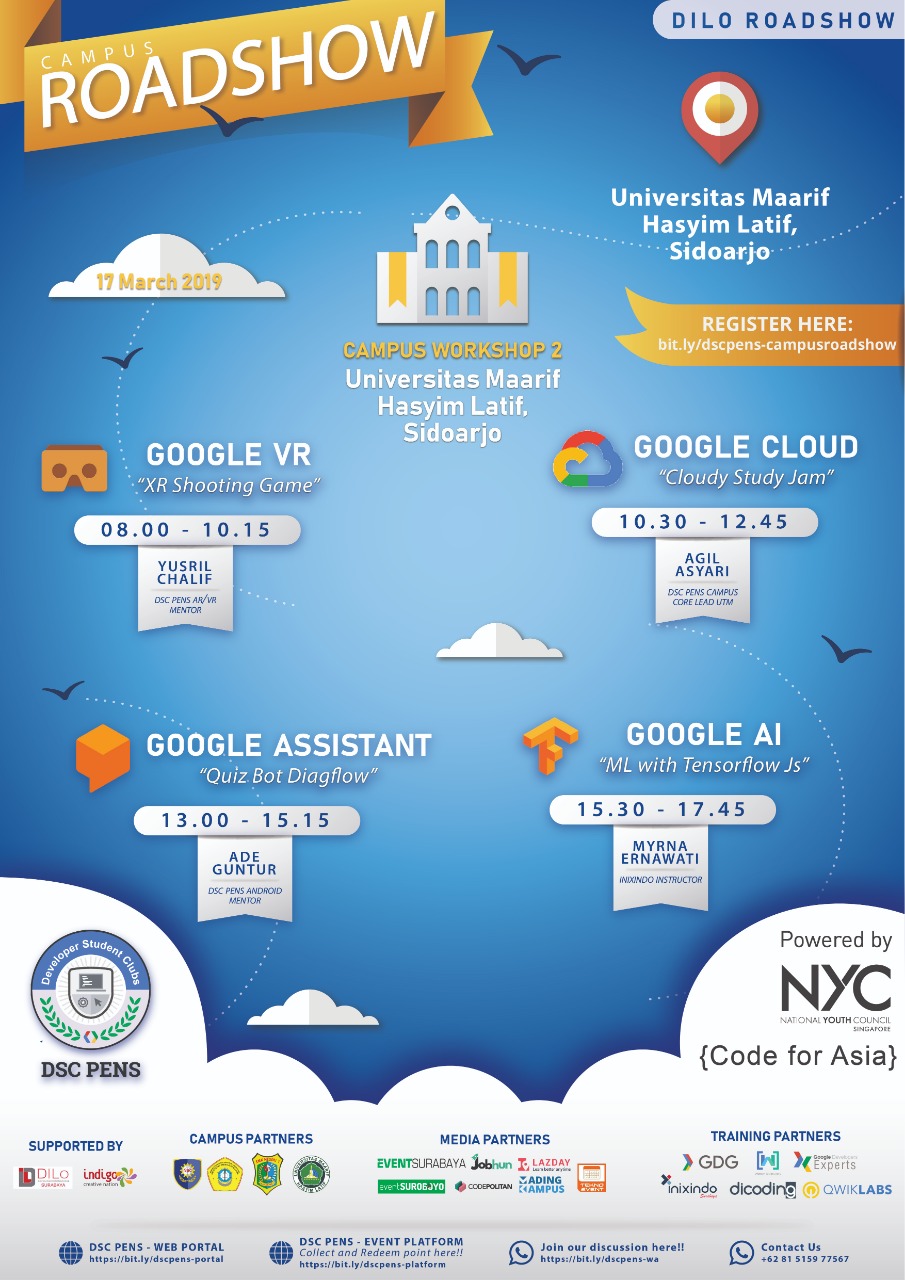 CAMPUS
ROADSHOW
DILO ROADSHOW
Universitas Maarif
Hasyim Latif,
Sidoarjo
17 March 2019
REGISTER HERE:
bit.ly/dscpens-campusroadshow
CAMPUS WORKSHOP 2
Universitas Maarif
Hasyim Latif,
Sidoarjo
GOOGLE VR
“XR Shooting Game”
08.00 - 10.15
YUSRIL
CHALIF
DSC PENS AR/VR
MENTOR
GOOGLE CLOUD
“Cloudy Study Jam”
10.30 - 12.45
AGIL
ASYARI
DSC PENS CAMPUS
CORE LEAD UTM
GOOGLE ASSISTANT
“Quiz Bot Diagflow”
13.00 - 15.15
ADE
GUNTUR
DSC PENS ANDROID
MENTOR
GOOGLE AI
“ML with Tensorflow Js”
15.30 - 17.45
MYRNA
ERNAWATI
INIXINDO INSTRUCTOR
Developer Student Clubs
DSC PENS
Powered by
NYC
NATIONAL YOUTH COUNCIL
SINGAPORE
{Code for Asia}
SUPPORTED BY
DILo
SURABAYA
indigo
creative nation
CAMPUS PARTNERS
MEDIA PARTNERS
EVENTSURABAYA
Jobhun
LAZDAY
Learn better anytime
eventSUROBOYO
CODEPOLITAN
MADING
KAMPUS
TEKNO
EVENT
TRAINING PARTNERS
GDG
Google Developers
Experts
inixindo
Surabaya
dicoding
QWIKLABS
DSC PENS - WEB PORTAL
https://bit.ly/dscpens-portal
DSC PENS - EVENT PLATFORM
Collect and Redeem point here!!
https://bit.ly/dscpens-platform
Join our discussion here!!
https://bit.ly/dscpens-wa
Contact Us
+62 81 5159 77567